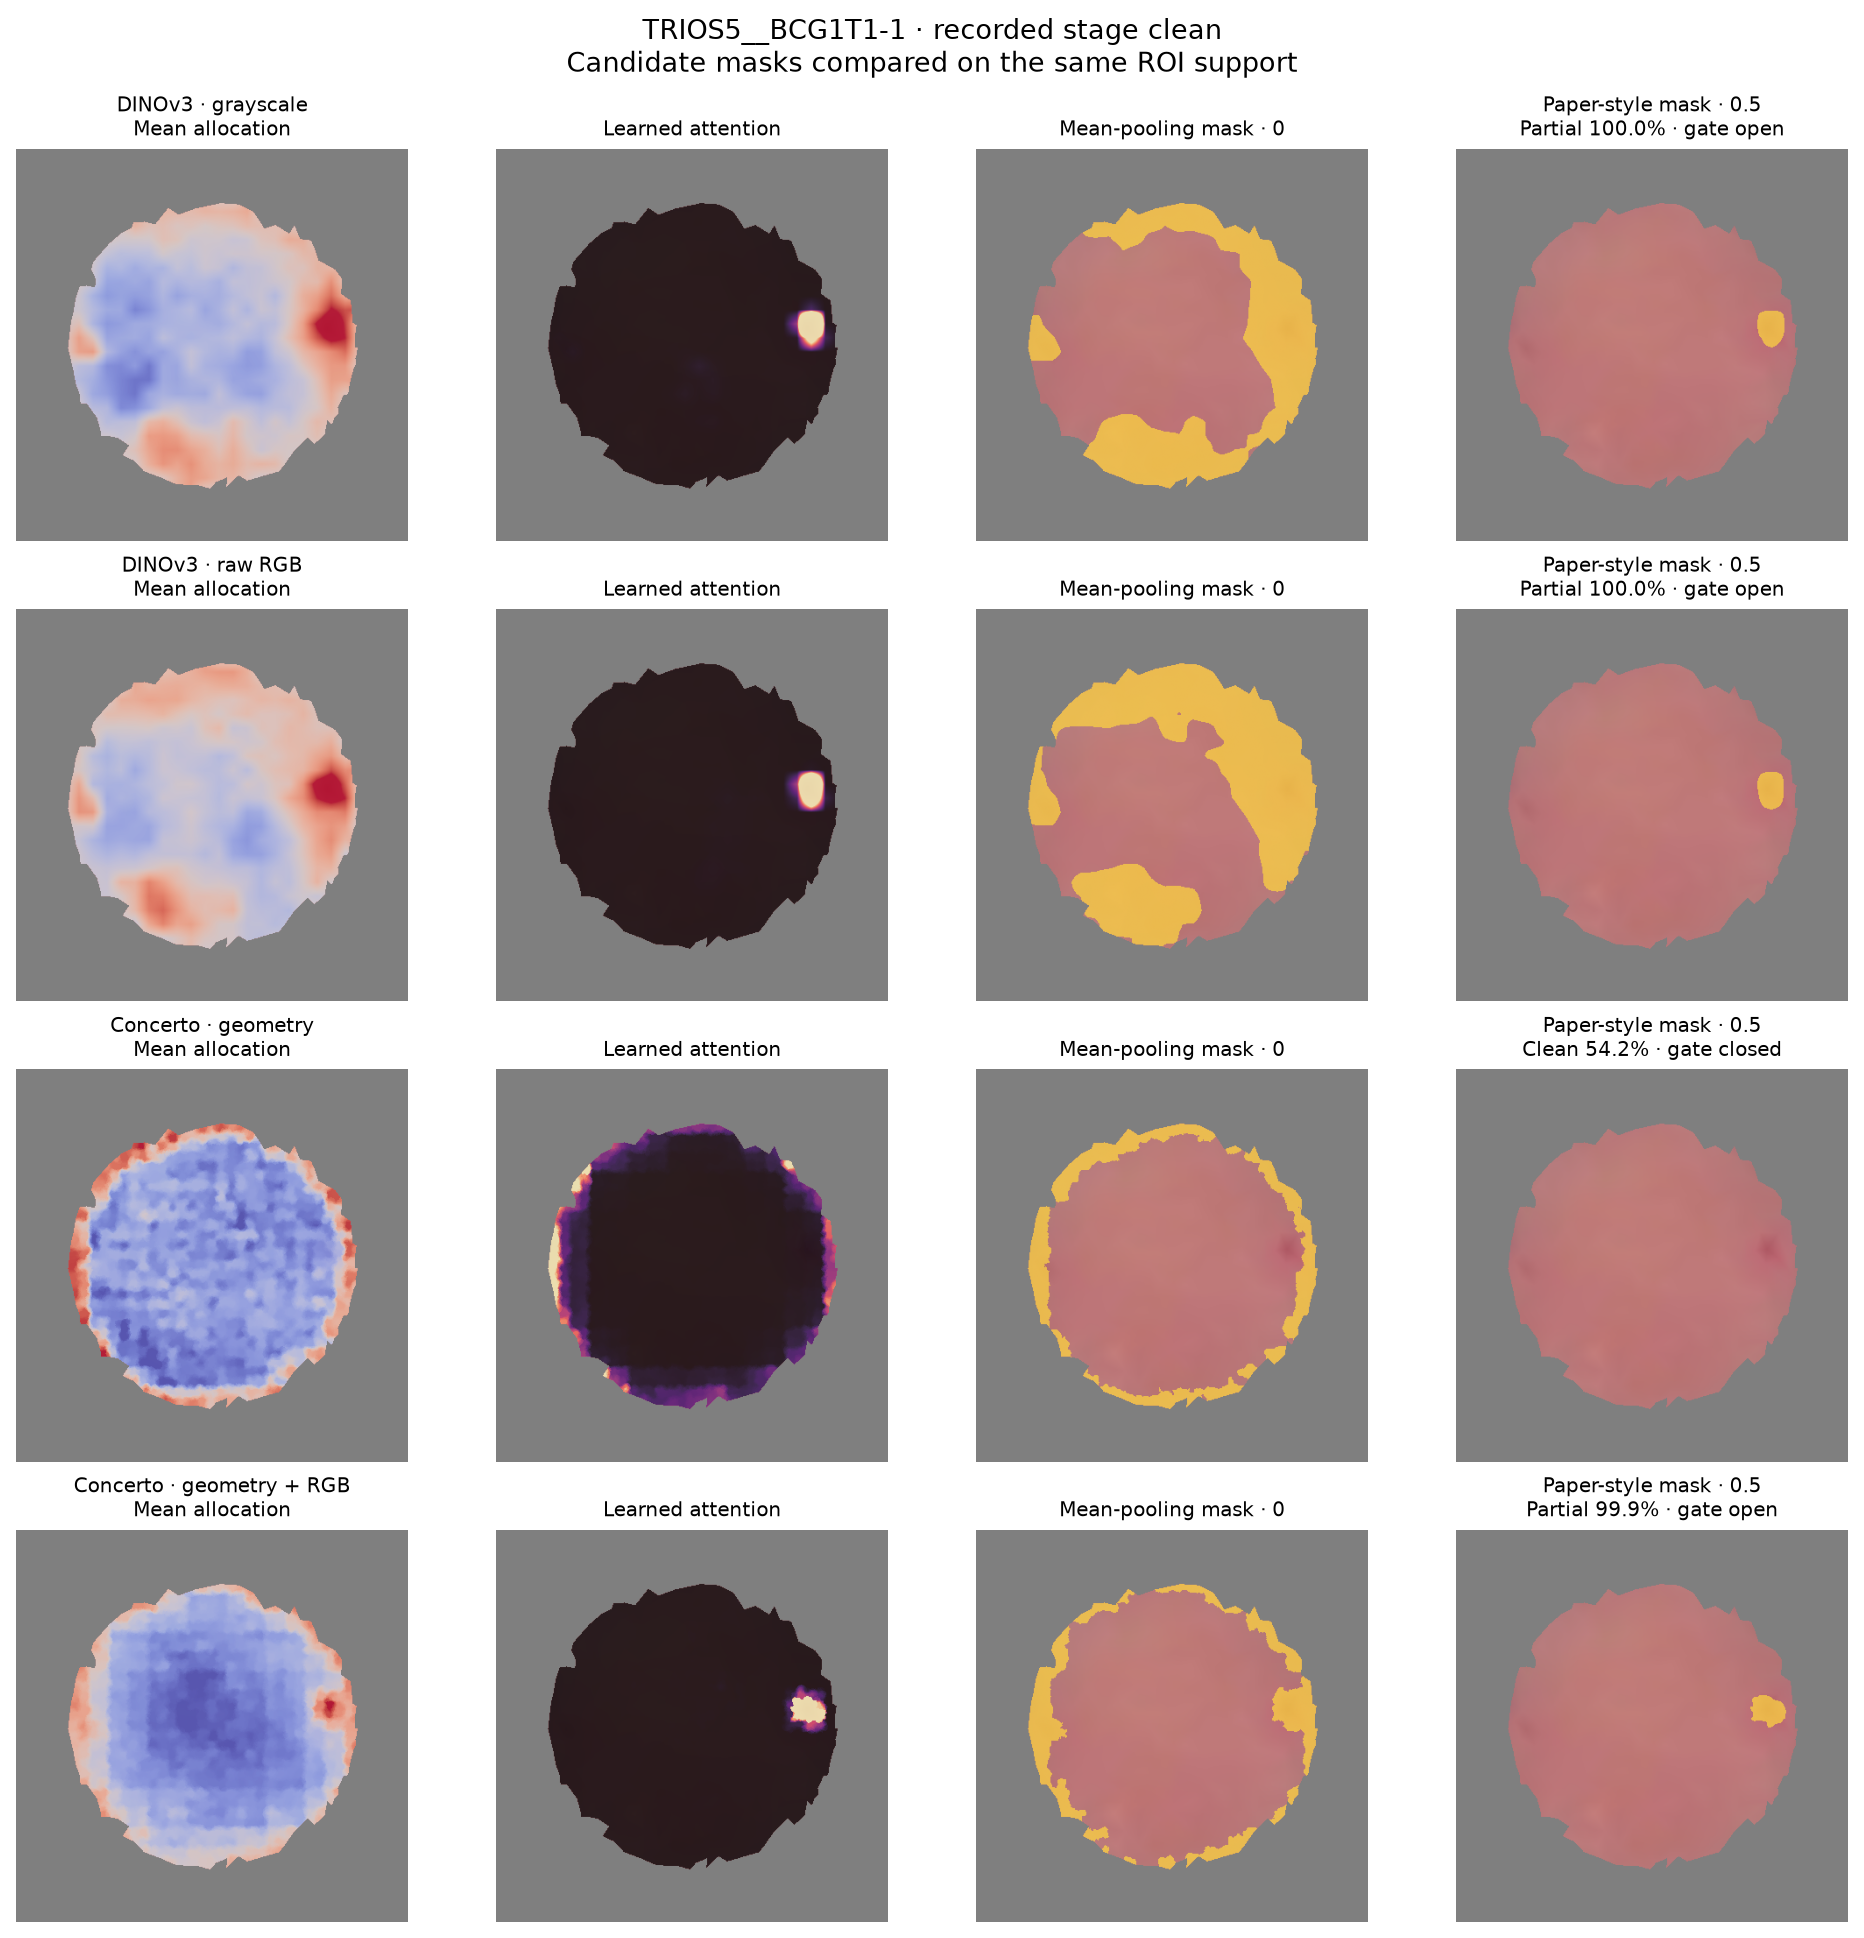 TRIOS5__BCG1T1-1 · recorded stage clean
Candidate masks compared on the same ROI support
DINOv3 · grayscale
Mean allocation
Learned attention
Mean-pooling mask · 0
Paper-style mask · 0.5
Partial 100.0% · gate open
DINOv3 · raw RGB
Mean allocation
Learned attention
Mean-pooling mask · 0
Paper-style mask · 0.5
Partial 100.0% · gate open
Concerto · geometry
Mean allocation
Learned attention
Mean-pooling mask · 0
Paper-style mask · 0.5
Clean 54.2% · gate closed
Concerto · geometry + RGB
Mean allocation
Learned attention
Mean-pooling mask · 0
Paper-style mask · 0.5
Partial 99.9% · gate open